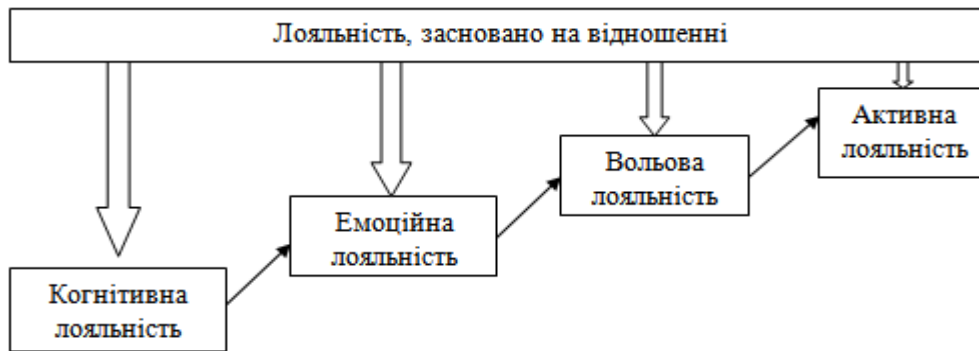 Лояльність, засновано на відношенні
Активна
лояльність
Вольова
лояльність
Емоційна
лояльність
Когнітивна
лояльність